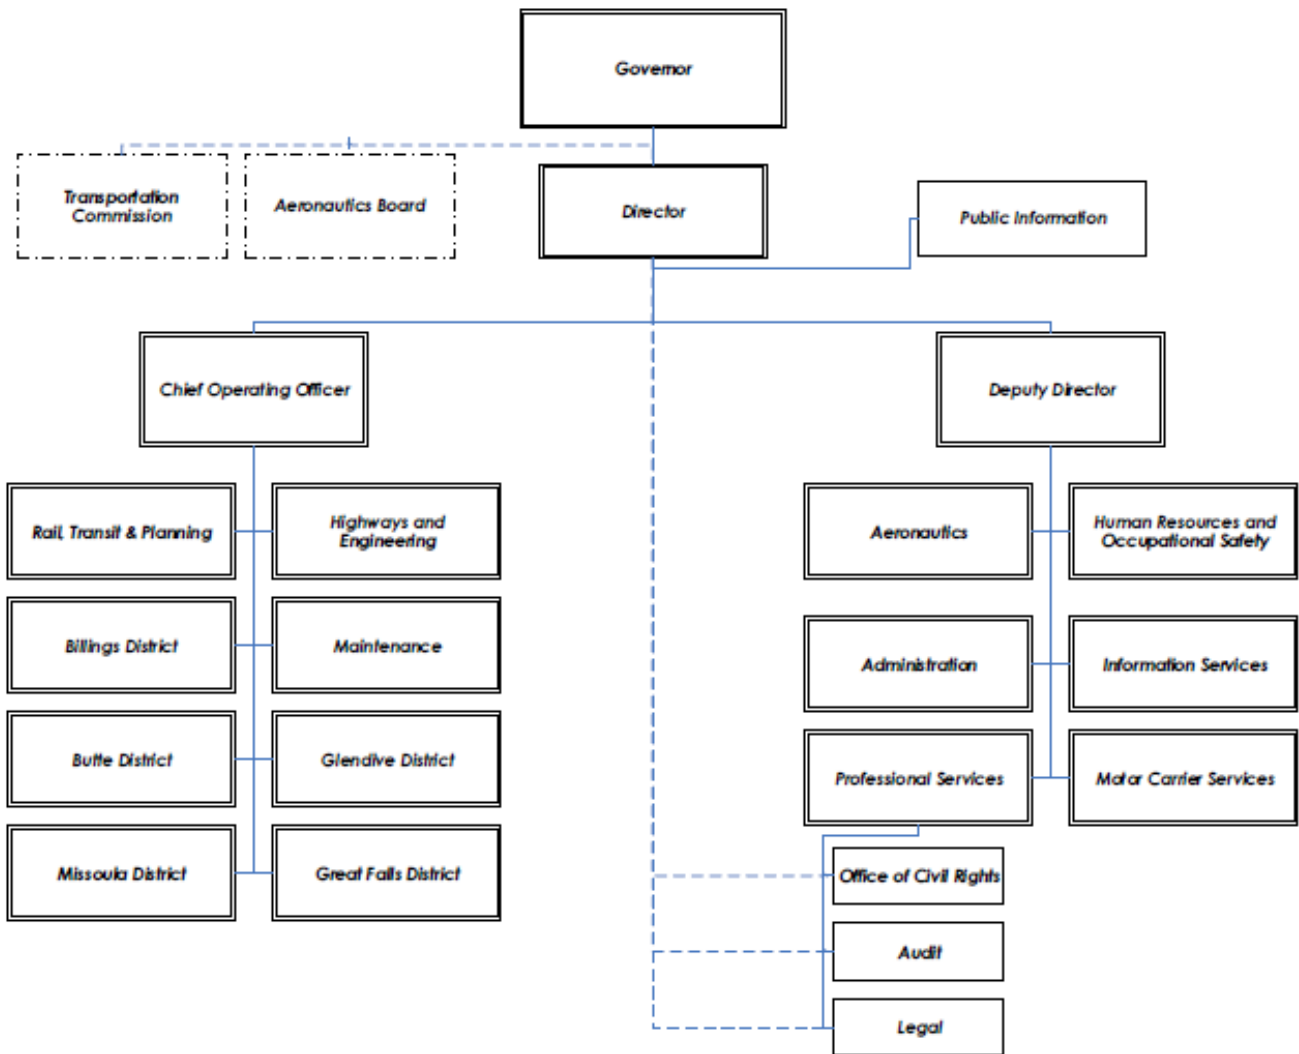 Governor
Transportation
Commission
Aeronautics Board
Director
Public Information
Chief Operating Officer
Deputy Director
Rail, Transit & Planning
Highways and
Engineering
Aeronautics
Human Resources and
Occupational Safety
Billings District
Maintenance
Administration
Information Services
Butte District
Glendive District
Professional Services
Motor Carrier Services
Missoula District
Great Falls District
Office of Civil Rights
Audit
Legal